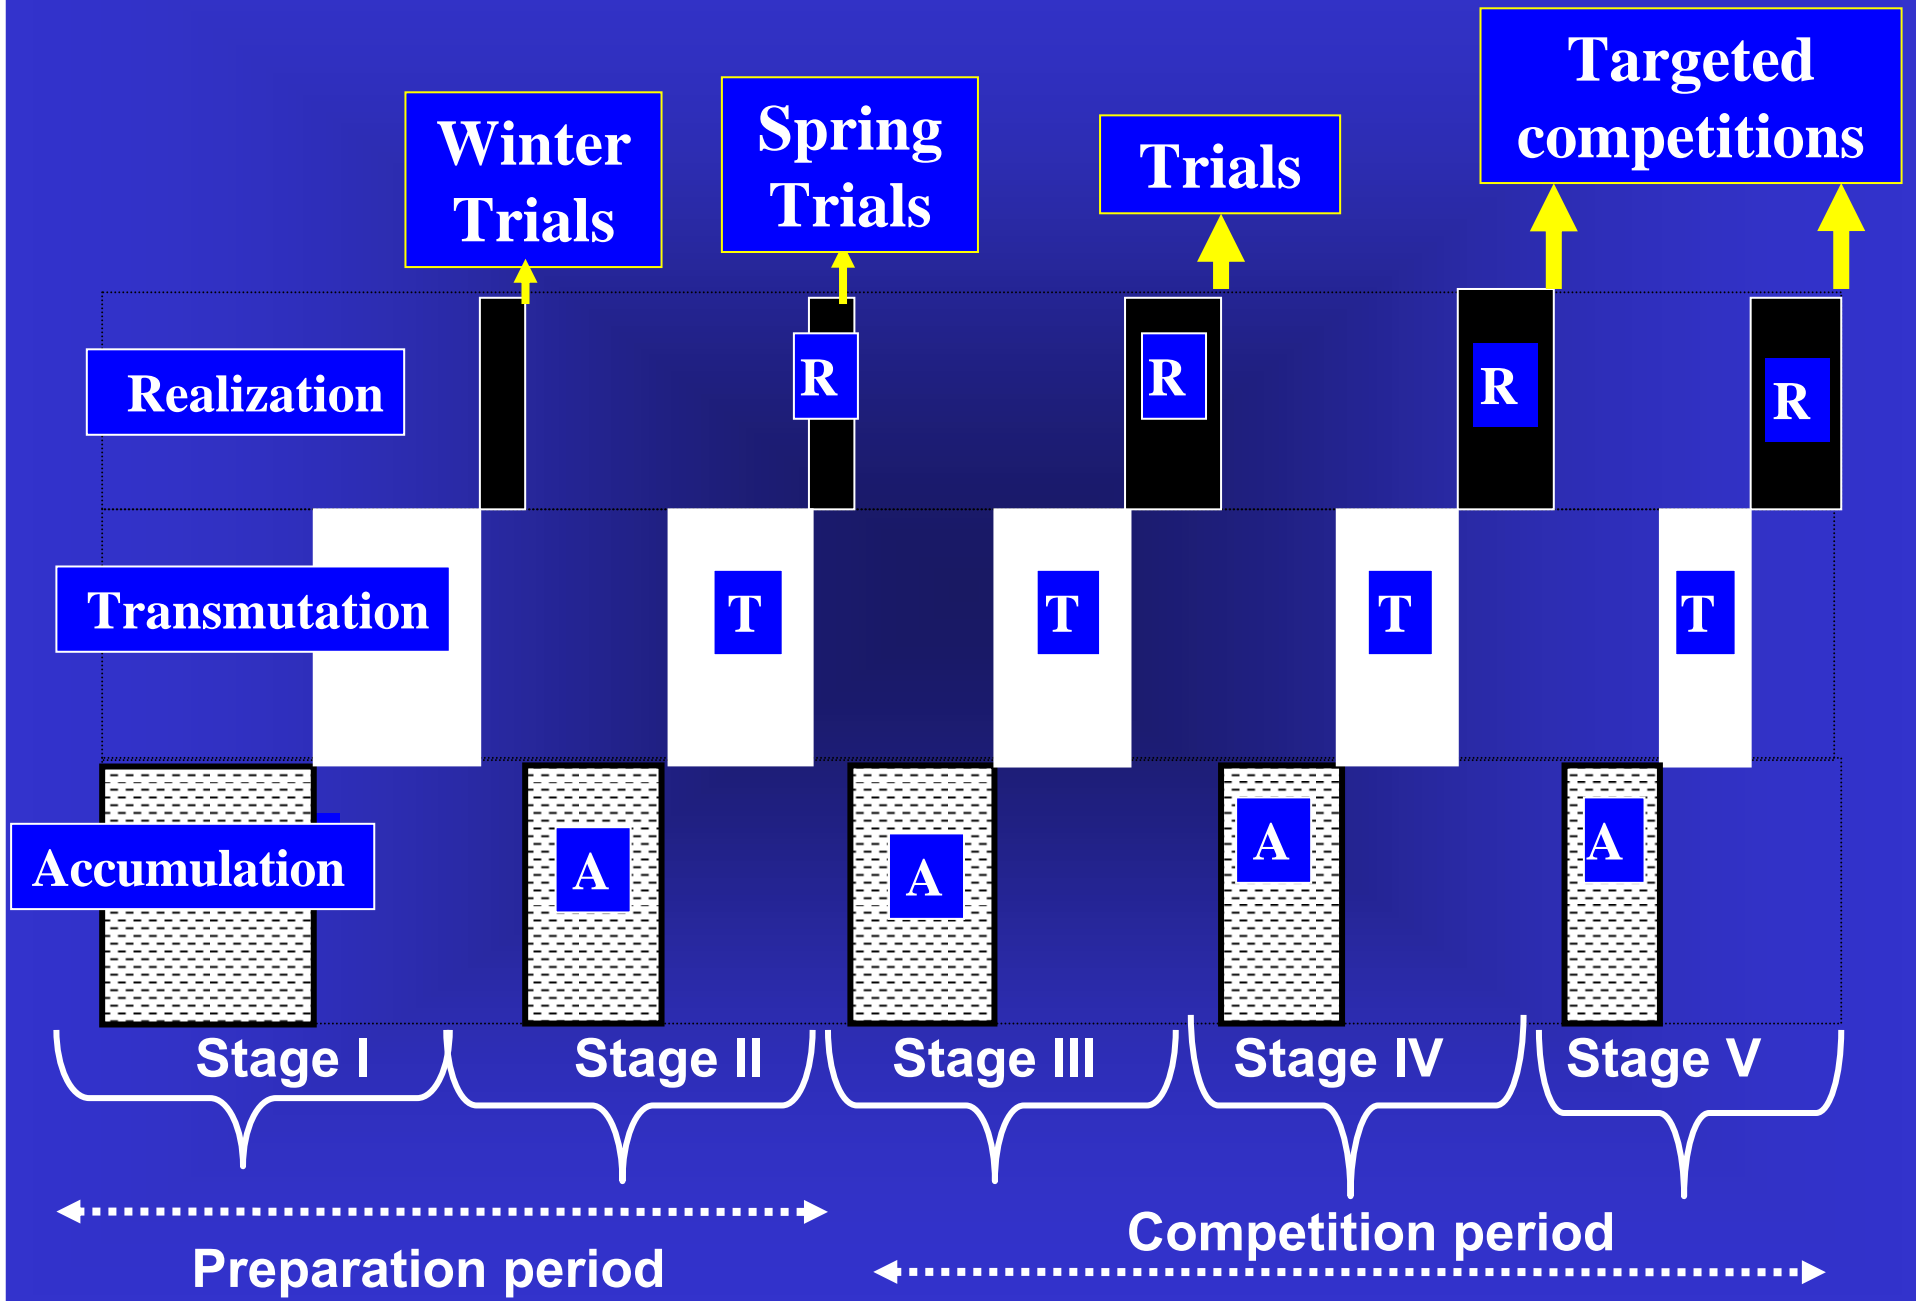 Targeted
competitions
Winter
Trials
Spring
Trials
Trials
Realization
R
R
R
R
Transmutation
T
T
T
T
Accumulation
A
A
A
A
Stage I
Stage II
Stage III
Stage IV
Stage V
Preparation period
Competition period